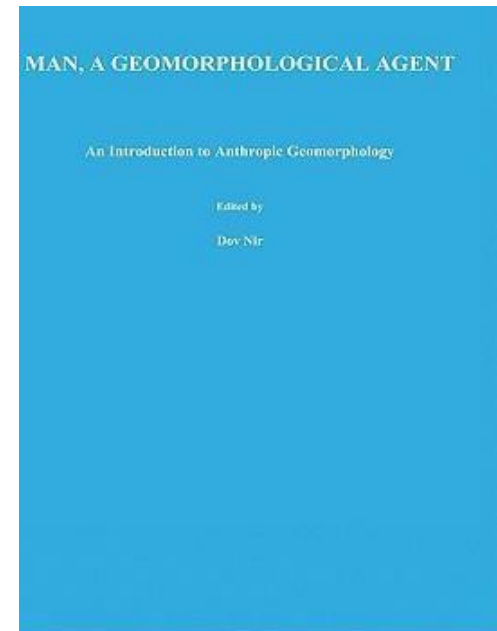 MAN, A GEOMORPHOLOGICAL AGENT
An Introduction to Anthropic Geomorphology
Edited by
Dov Nir